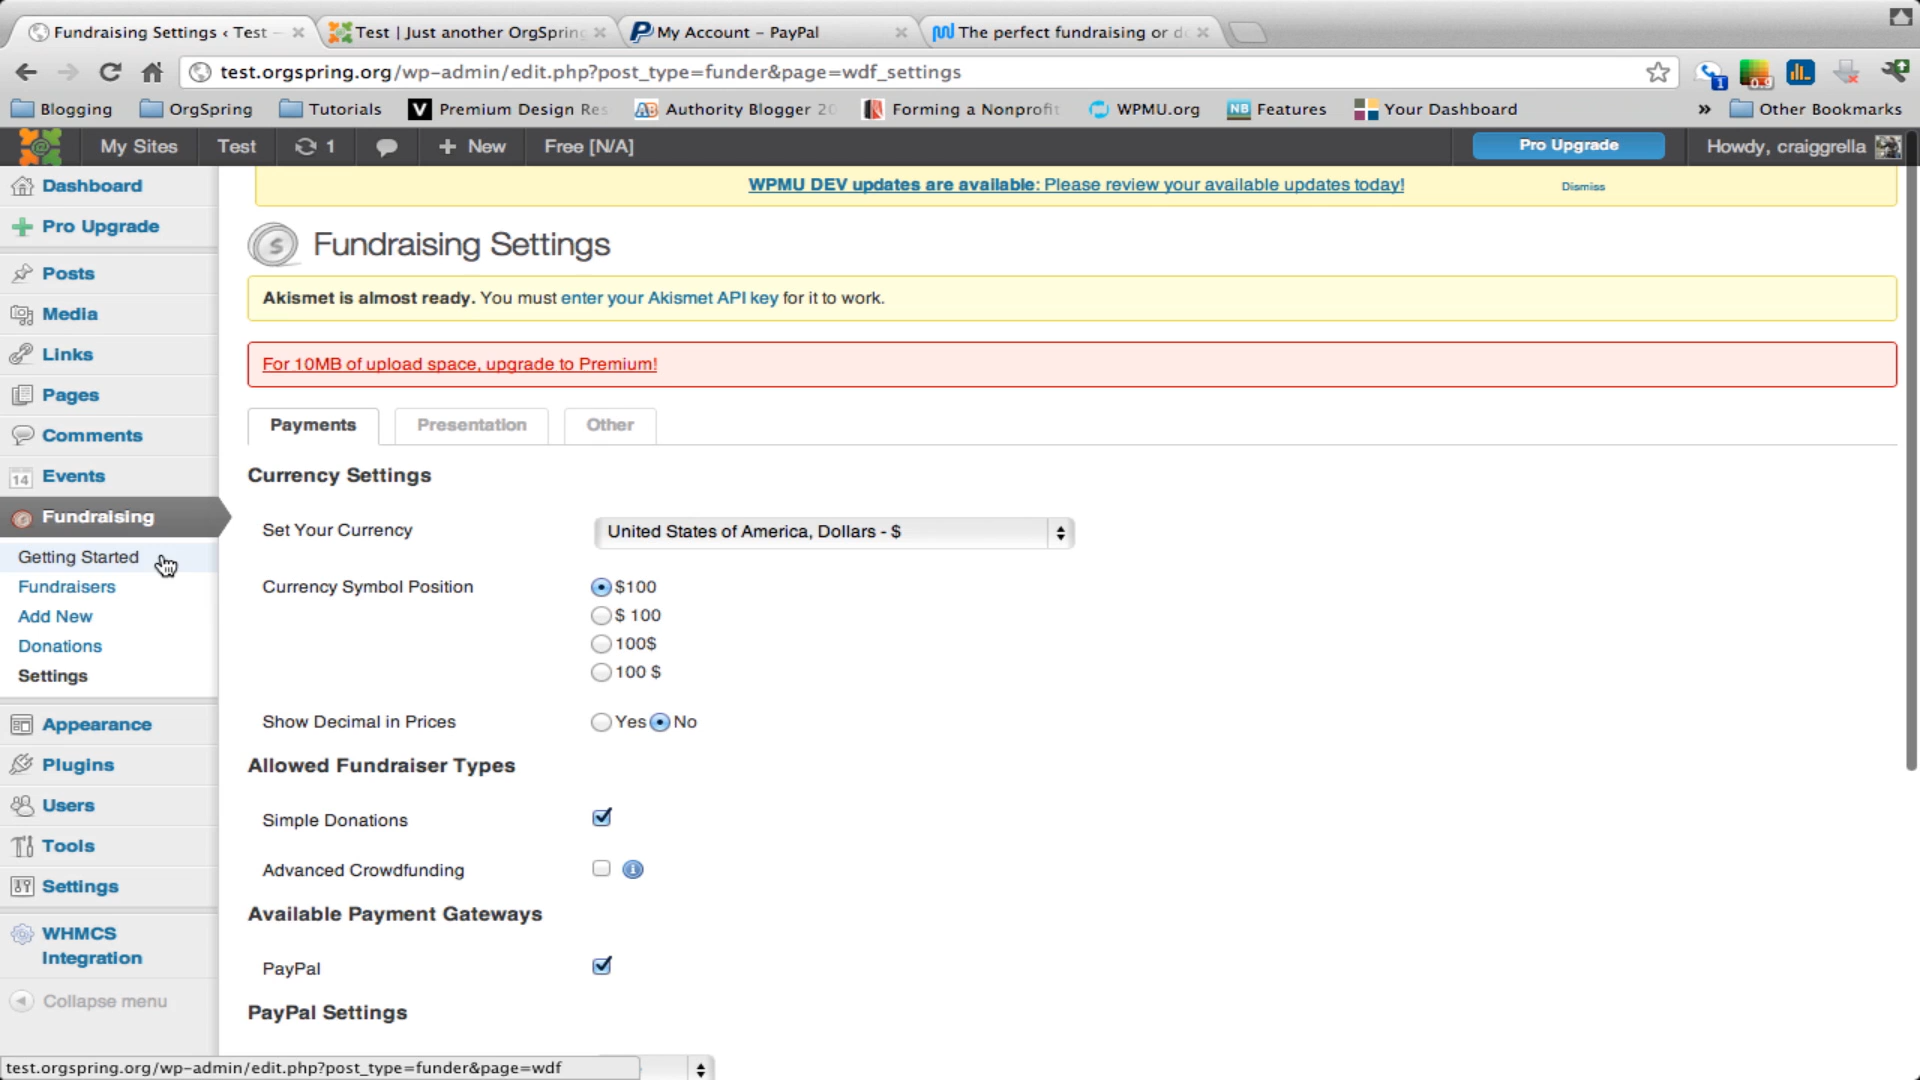 Fundraising Settings ‹ Test –
Test | Just another OrgSpring
My Account – PayPal
The perfect fundraising or d
test.orgspring.org/wp-admin/edit.php?post_type=funder&page=wdf_settings
1
0.9
Blogging
OrgSpring
Tutorials
V Premium Design Res
AB Authority Blogger 20
Forming a Nonprofit
WPMU.org
NB Features
Your Dashboard
»
Other Bookmarks
My Sites
Test
1
+ New
Free [N/A]
Pro Upgrade
Howdy, craiggrella
WPMU DEV updates are available: Please review your available updates today!
Dismiss
Dashboard
Pro Upgrade
Posts
Media
Links
Pages
Comments
14 Events
Fundraising
Getting Started
Fundraisers
Add New
Donations
Settings
Appearance
Plugins
Users
Tools
Settings
WHMCS
Integration
Collapse menu
Fundraising Settings
Akismet is almost ready. You must enter your Akismet API key for it to work.
For 10MB of upload space, upgrade to Premium!
Payments
Presentation
Other
Currency Settings
Set Your Currency
United States of America, Dollars - $
Currency Symbol Position
$100
$ 100
100$
100 $
Show Decimal in Prices
Yes
No
Allowed Fundraiser Types
Simple Donations
Advanced Crowdfunding
Available Payment Gateways
PayPal
PayPal Settings
test.orgspring.org/wp-admin/edit.php?post_type=funder&page=wdf